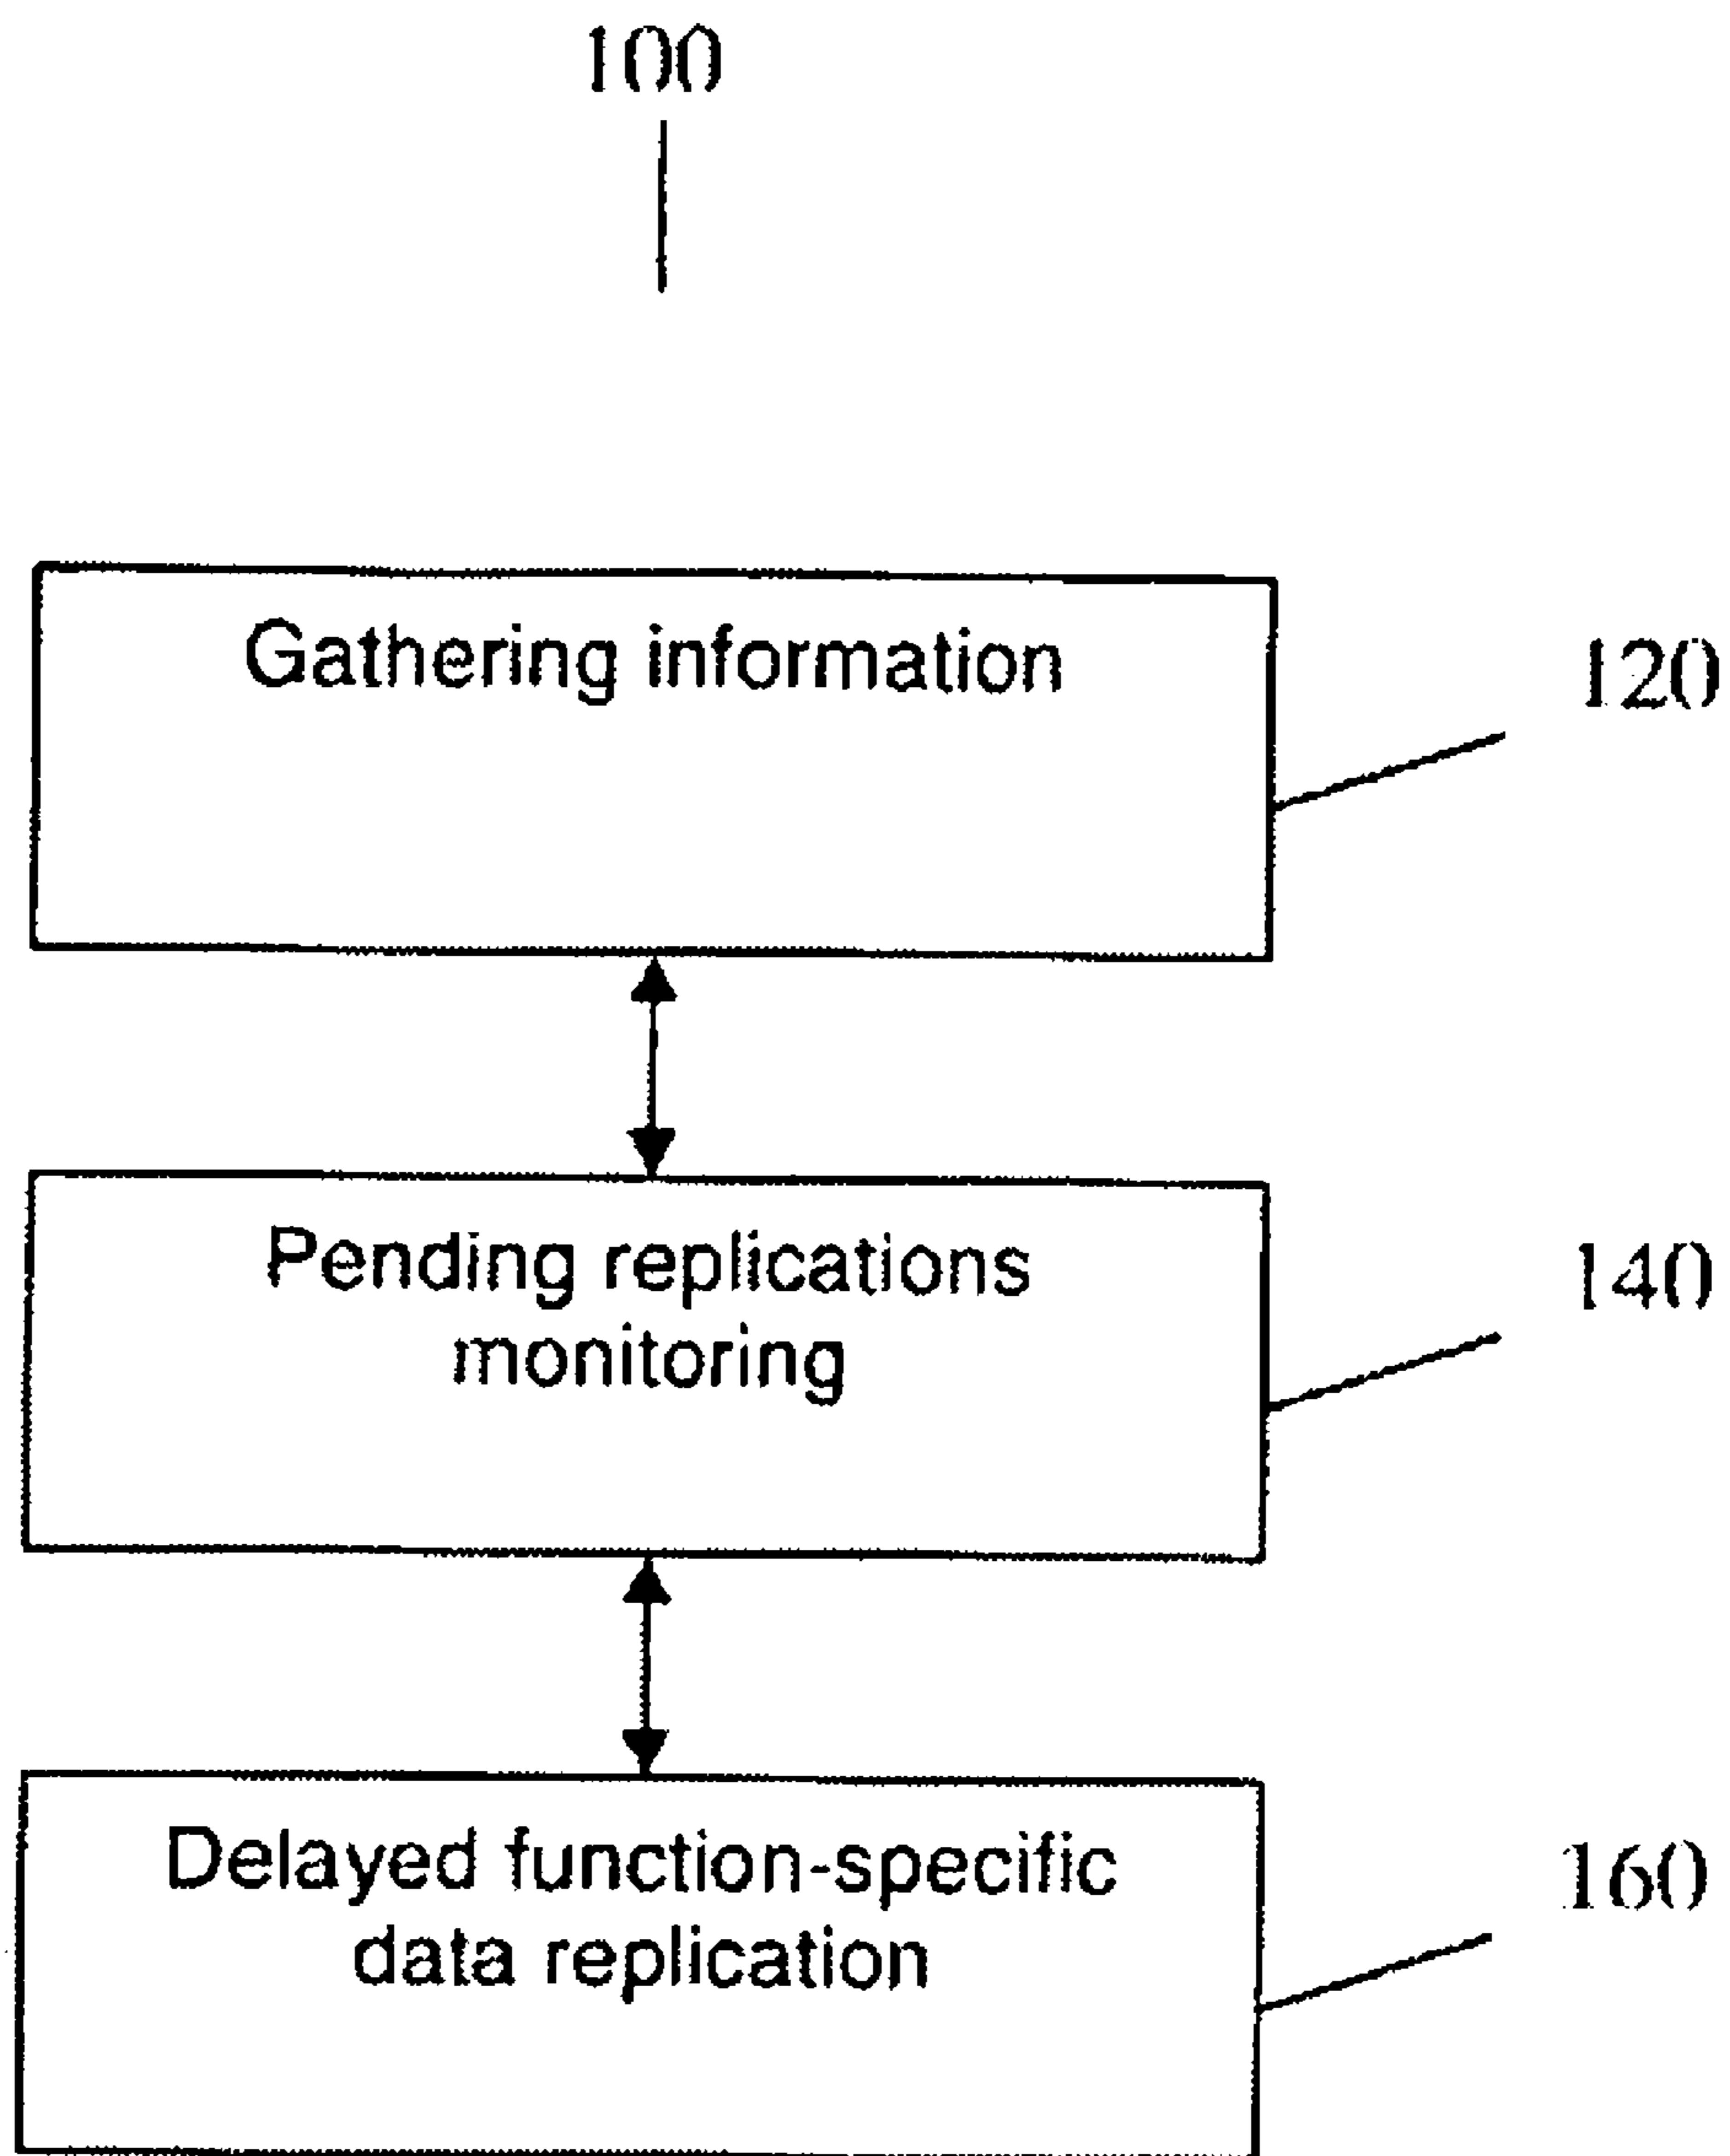 100
Gathering information
120
Pending replications
monitoring
140
Delayed function-specific
data replication
160